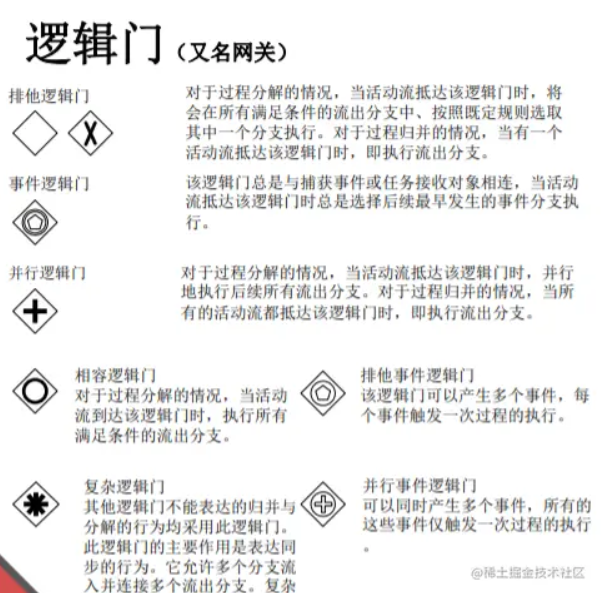 逻辑门（又名网关）
排他逻辑门
对于过程分解的情况，当活动流抵达该逻辑门时，将
会在所有满足条件的流出分支中、按照既定规则选取
其中一个分支执行。对于过程归并的情况，当有一个
活动流抵达该逻辑门时，即执行流出分支。
事件逻辑门
该逻辑门总是与捕获事件或任务接收对象相连，当活动
流抵达该逻辑门时总是选择后续最早发生的事件分支执
行。
并行逻辑门
对于过程分解的情况，当活动流抵达该逻辑门时，并行
地执行后续所有流出分支。对于过程归并的情况，当所
有的活动流都抵达该逻辑门时，即执行流出分支。
相容逻辑门
对于过程分解的情况，当活动
流到达该逻辑门时，执行所有
满足条件的流出分支。
排他事件逻辑门
该逻辑门可以产生多个事件，每
个事件触发一次过程的执行。
复杂逻辑门
其他逻辑门不能表达的归并与
分解的行为均采用此逻辑门。
此逻辑门的主要作用是表达同
步的行为。它允许多个分支流
入并连接多个流出分支。复杂
并行事件逻辑门
可以同时产生多个事件，所有的
这些事件仅触发一次过程的执行
。
@稀土掘金技术社区